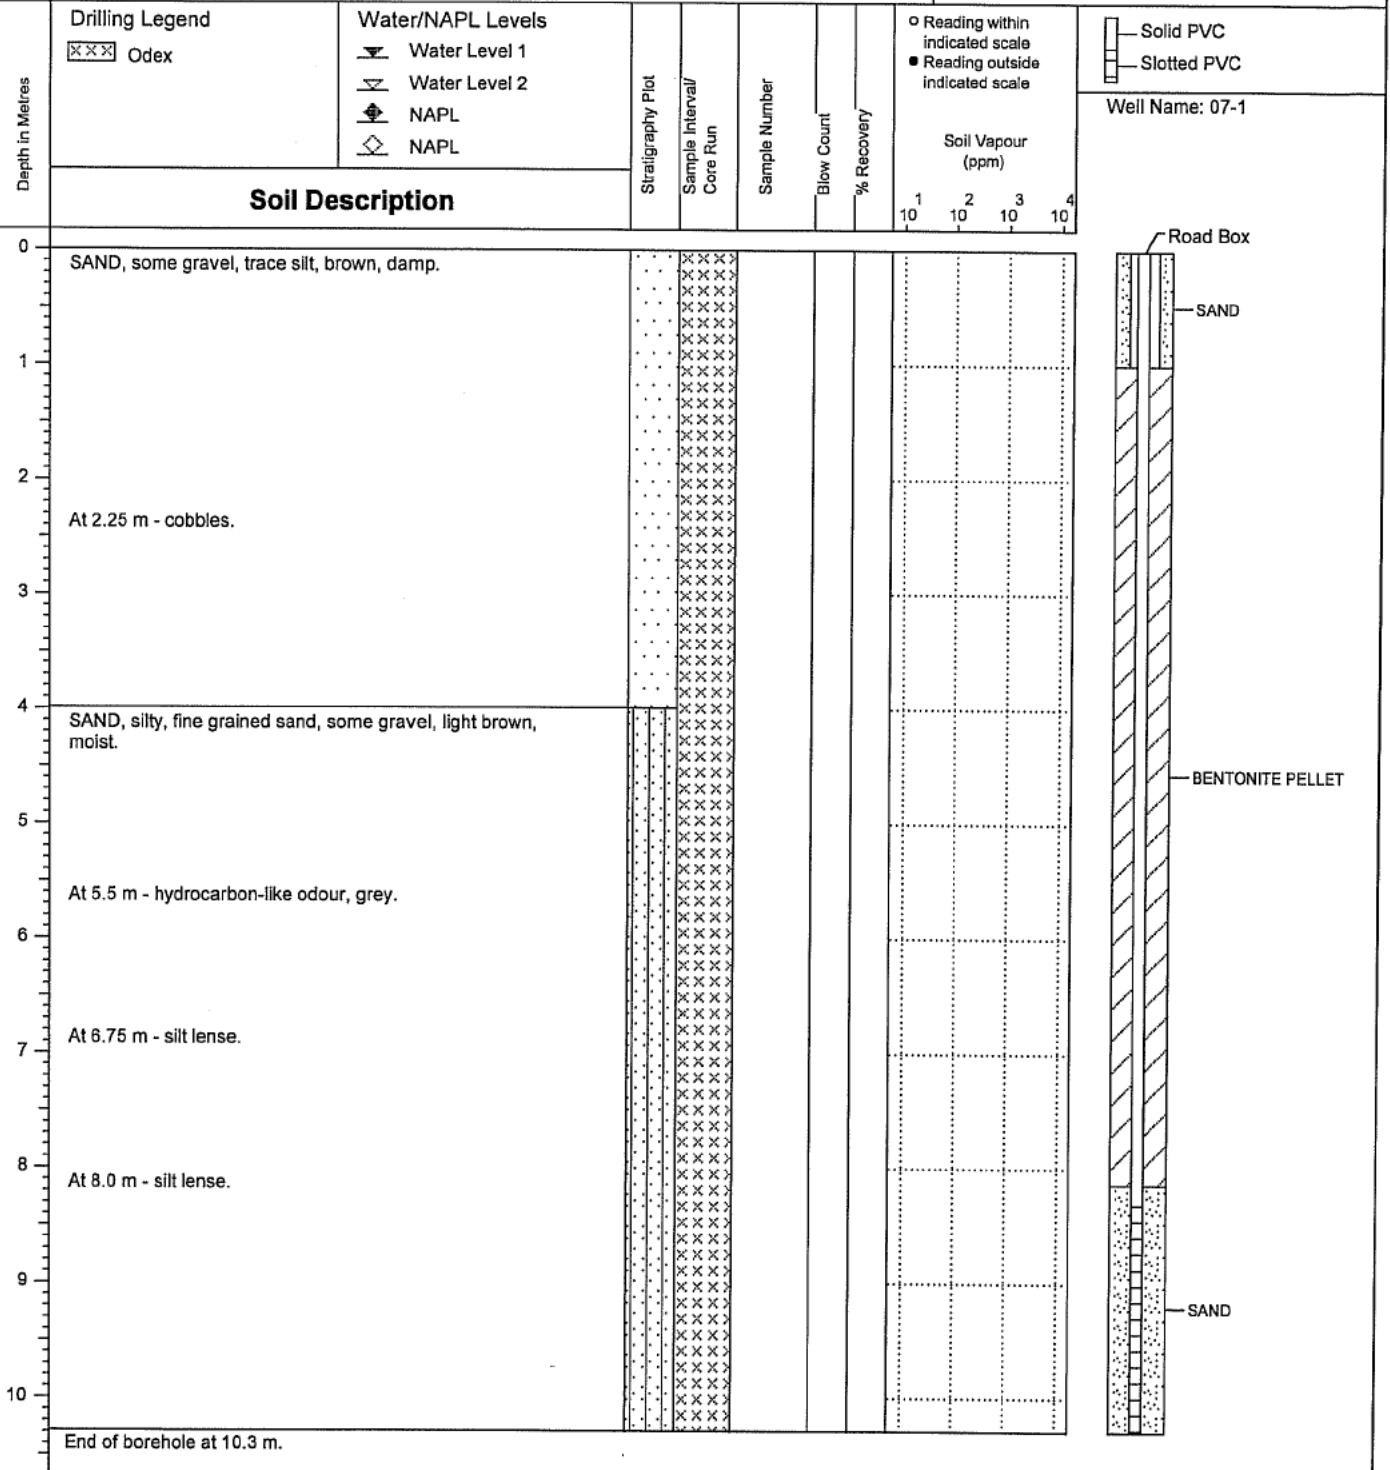 Drilling Legend
Odex
Water/NAPL Levels
Water Level 1
Water Level 2
NAPL
NAPL
Depth in Metres
Soil Description
Stratigraphy Plot
Sample Interval/
Core Run
Sample Number
Blow Count
% Recovery
Reading within
indicated scale
Reading outside
indicated scale
Soil Vapour
(ppm)
10^1 10^2 10^3 10^4
Solid PVC
Slotted PVC
Well Name: 07-1
Road Box
0
SAND, some gravel, trace silt, brown, damp.
SAND
1
2
At 2.25 m - cobbles.
3
4
SAND, silty, fine grained sand, some gravel, light brown,
moist.
BENTONITE PELLET
5
At 5.5 m - hydrocarbon-like odour, grey.
6
At 6.75 m - silt lense.
7
8
At 8.0 m - silt lense.
9
SAND
10
End of borehole at 10.3 m.